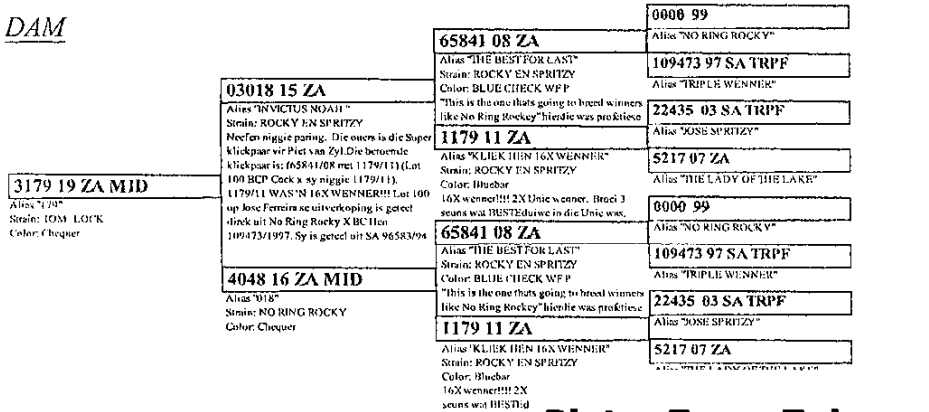 DAM
3179 19 ZA MID
Alias "179"
Strain: TOM LOCK
Color: Chequer
03018 15 ZA
Alias "INVICTUS NOAH "
Strain: ROCKY EN SPRITZY
Neefen niggie paring. Die ouers is die Super
klickpaar vir Piet van Zyl.Die beroende
kliekpaar is: (65841/08 met 1179/11)(Lot
100 BCP Cock x sy niggie 1179/11).
1179/11 WAS'N 16X WENNER!!! Lot 100
op Jose Ferreira se uitverkoping is geteel
direk uit No Ring Rocky X BC Hen
109473/1997. Sy is geteel uit SA 96583/94
4048 16 ZA MID
Alias "018"
Strain: NO RING ROCKY
Color: Chequer
65841 08 ZA
Alias "THE BEST FOR LAST"
Strain: ROCKY EN SPRITZY
Color: BLUE CHECK WFP
"This is the one thats going to breed winners
like No Ring Rockey" hierdie was profitiese
1179 11 ZA
Alias "KLIEK HEN 16X WENNER"
Strain: ROCKY EN SPRITZY
Color: Bluebar
16X wenner!!!! 2X Unie wenner. Broei 3
seuns wat BESTEduiwe in die Unie was.
65841 08 ZA
Alias "THE BEST FOR LAST"
Strain: ROCKY EN SPRITZY
Color: BLUE CHECK WFP
"This is the one thats going to breed winners
like No Ring Rockey" hierdie was profitiese
1179 11 ZA
Alias "KLIEK HEN 16X WENNER"
Strain: ROCKY EN SPRITZY
Color: Bluebar
16X wenner!!!! 2X
seuns wat BESTEd
0000 99
Alias "NO RING ROCKY"
109473 97 SA TRPF
Alias "TRIPLE WENNER"
22435 03 SA TRPF
Alias "JOSE SPRITZY"
5217 07 ZA
Alias "THE LADY OF THE LAKE"
0000 99
Alias "NO RING ROCKY"
109473 97 SA TRPF
Alias "TRIPLE WENNER"
22435 03 SA TRPF
Alias "JOSE SPRITZY"
5217 07 ZA
Alias "THE LADY OF THE LAKE"